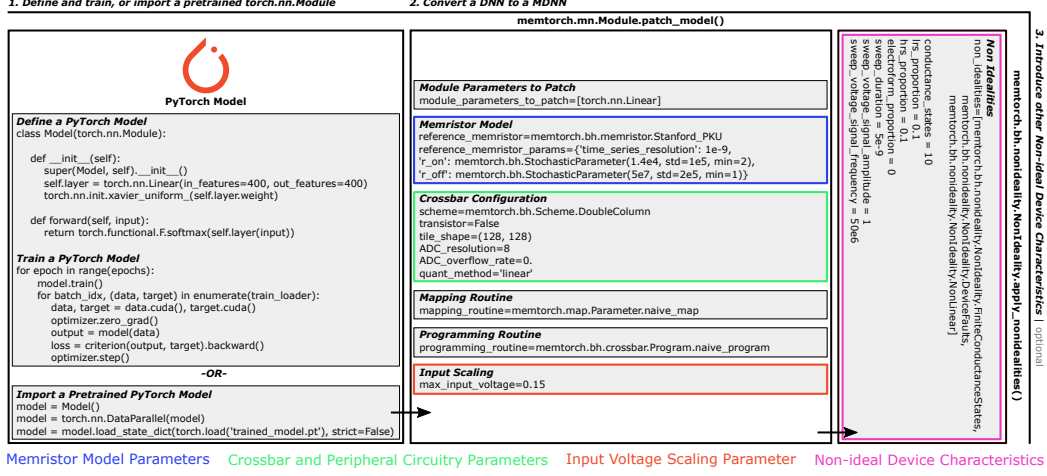 1. Define and train, or import a pretrained torch.nn.Module
2. Convert a DNN to a MDNN
memtorch.mn.Module.patch_model()
PyTorch Model
Define a PyTorch Model
class Model(torch.nn.Module):
def __init__(self):
super(Model, self).__init__()
self.layer = torch.nn.Linear(in_features=400, out_features=400)
torch.nn.init.xavier_uniform_(self.layer.weight)
def forward(self, input):
return torch.functional.F.softmax(self.layer(input))
Train a PyTorch Model
for epoch in range(epochs):
model.train()
for batch_idx, (data, target) in enumerate(train_loader):
data, target = data.cuda(), target.cuda()
optimizer.zero_grad()
output = model(data)
loss = criterion(output, target).backward()
optimizer.step()
-OR-
Import a Pretrained PyTorch Model
model = Model()
model = torch.nn.DataParallel(model)
model = model.load_state_dict(torch.load('trained_model.pt'), strict=False)
Module Parameters to Patch
module_parameters_to_patch=[torch.nn.Linear]
Memristor Model
reference_memristor=memtorch.bh.memristor.Stanford_PKU
reference_memristor_params={'time_series_resolution': 1e-9,
'r_on': memtorch.bh.StochasticParameter(1.4e4, std=1e5, min=2),
'r_off': memtorch.bh.StochasticParameter(5e7, std=2e5, min=1)}
Crossbar Configuration
scheme=memtorch.bh.Scheme.DoubleColumn
transistor=False
tile_shape=(128, 128)
ADC_resolution=8
ADC_overflow_rate=0.
quant_method='linear'
Mapping Routine
mapping_routine=memtorch.map.Parameter.naive_map
Programming Routine
programming_routine=memtorch.bh.crossbar.Program.naive_program
Input Scaling
max_input_voltage=0.15
3. Introduce other Non-ideal Device Characteristics | optional
memtorch.bh.nonideality.NonIdeality.apply_nonidealities()
Non Idealities
non_idealities=[memtorch.bh.nonideality.NonIdeality.FiniteConductanceStates,
memtorch.bh.nonideality.NonIdeality.DeviceFaults,
memtorch.bh.nonideality.NonIdeality.NonLinear]
conductance_states = 10
lrs_proportion = 0.1
hrs_proportion = 0.1
electroform_proportion = 0
sweep_duration = 5e-9
sweep_voltage_signal_amplitude = 1
sweep_voltage_signal_frequency = 50e6
Memristor Model Parameters
Crossbar and Peripheral Circuitry Parameters
Input Voltage Scaling Parameter
Non-ideal Device Characteristics